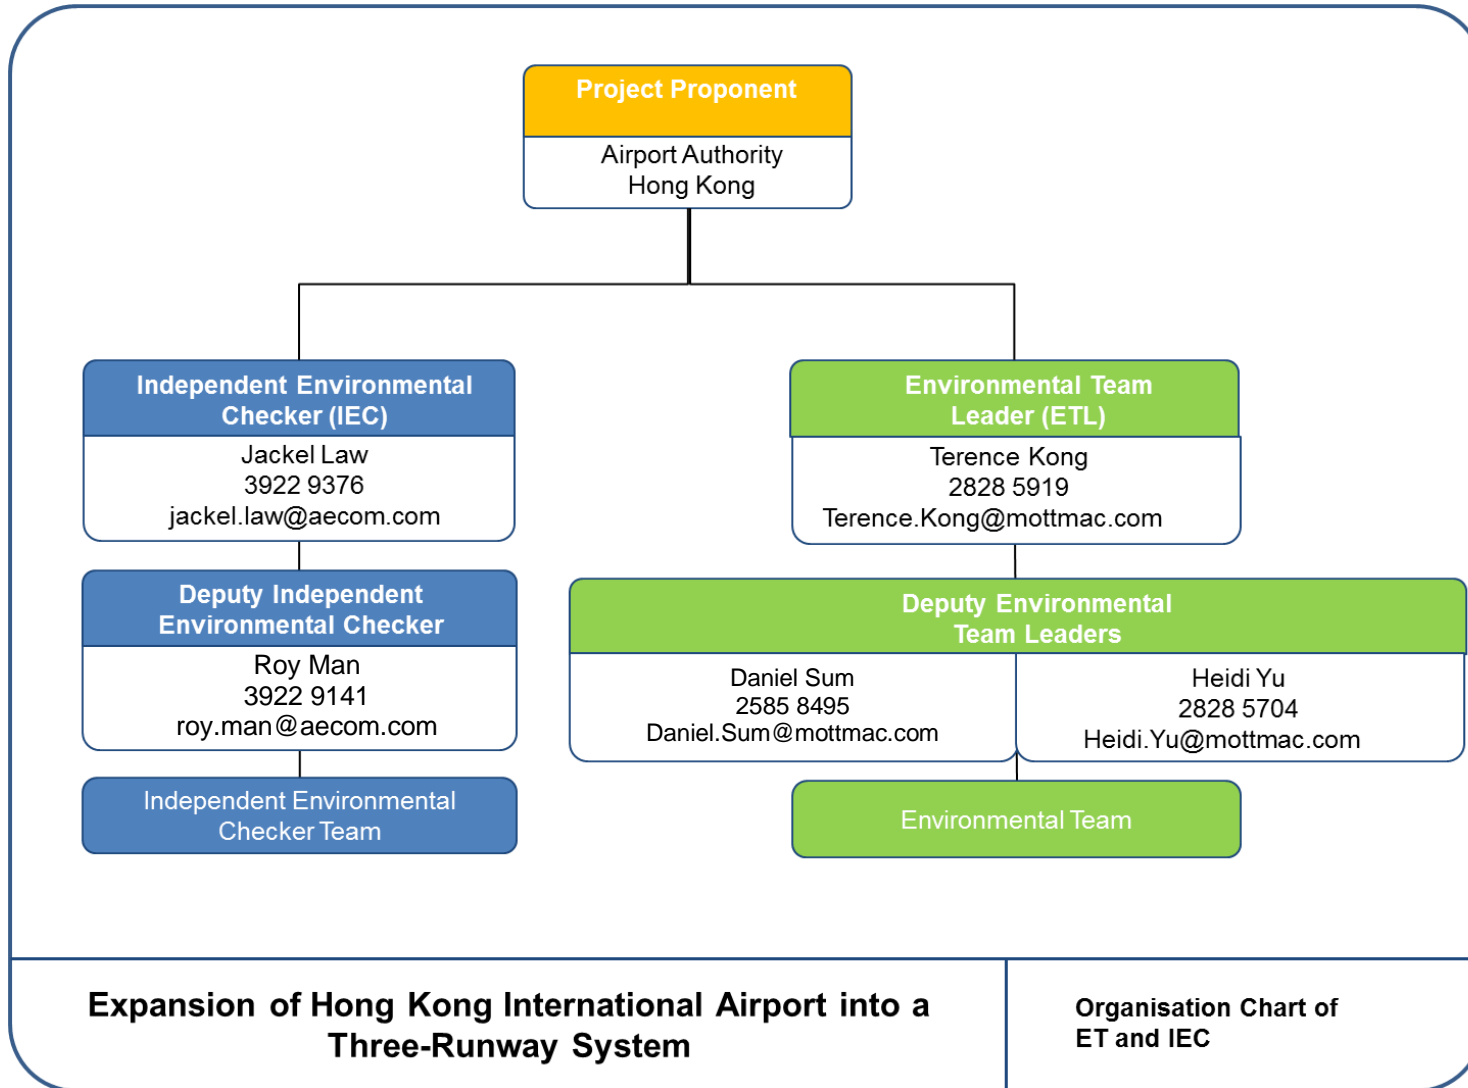 Project Proponent
Airport Authority
Hong Kong
Independent Environmental
Checker (IEC)
Jackel Law
3922 9376
jackel.law@aecom.com
Environmental Team
Leader (ETL)
Terence Kong
2828 5919
Terence.Kong@mottmac.com
Deputy Independent
Environmental Checker
Roy Man
3922 9141
roy.man@aecom.com
Deputy Environmental
Team Leaders
Daniel Sum
2585 8495
Daniel.Sum@mottmac.com
Heidi Yu
2828 5704
Heidi.Yu@mottmac.com
Independent Environmental
Checker Team
Environmental Team
Expansion of Hong Kong International Airport into a
Three-Runway System
Organisation Chart of
ET and IEC